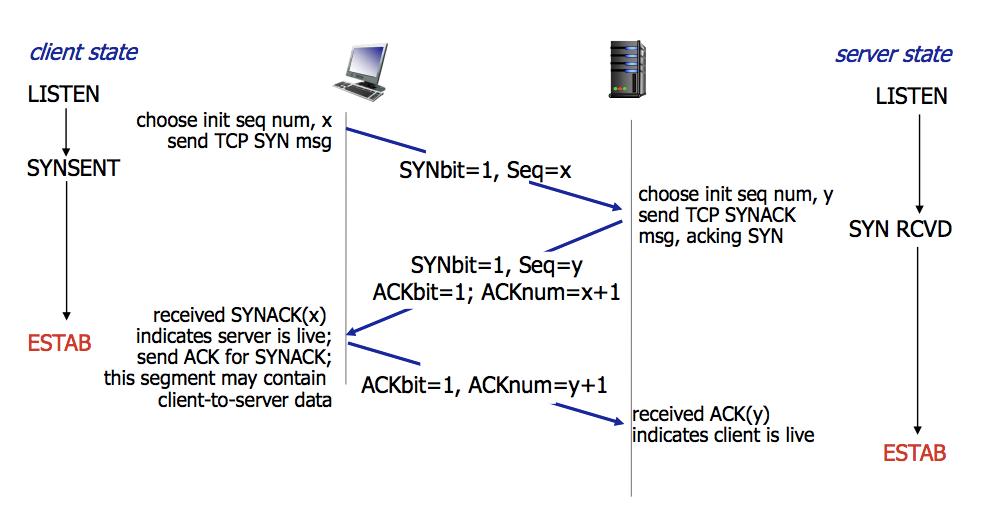 client state
server state
LISTEN
LISTEN
choose init seq num, x
send TCP SYN msg
SYNSENT
SYNbit=1, Seq=x
choose init seq num, y
send TCP SYNACK
msg, acking SYN
SYN RCVD
SYNbit=1, Seq=y
ACKbit=1; ACKnum=x+1
received SYNACK(x)
indicates server is live;
send ACK for SYNACK;
this segment may contain
client-to-server data
ESTAB
ACKbit=1, ACKnum=y+1
received ACK(y)
indicates client is live
ESTAB